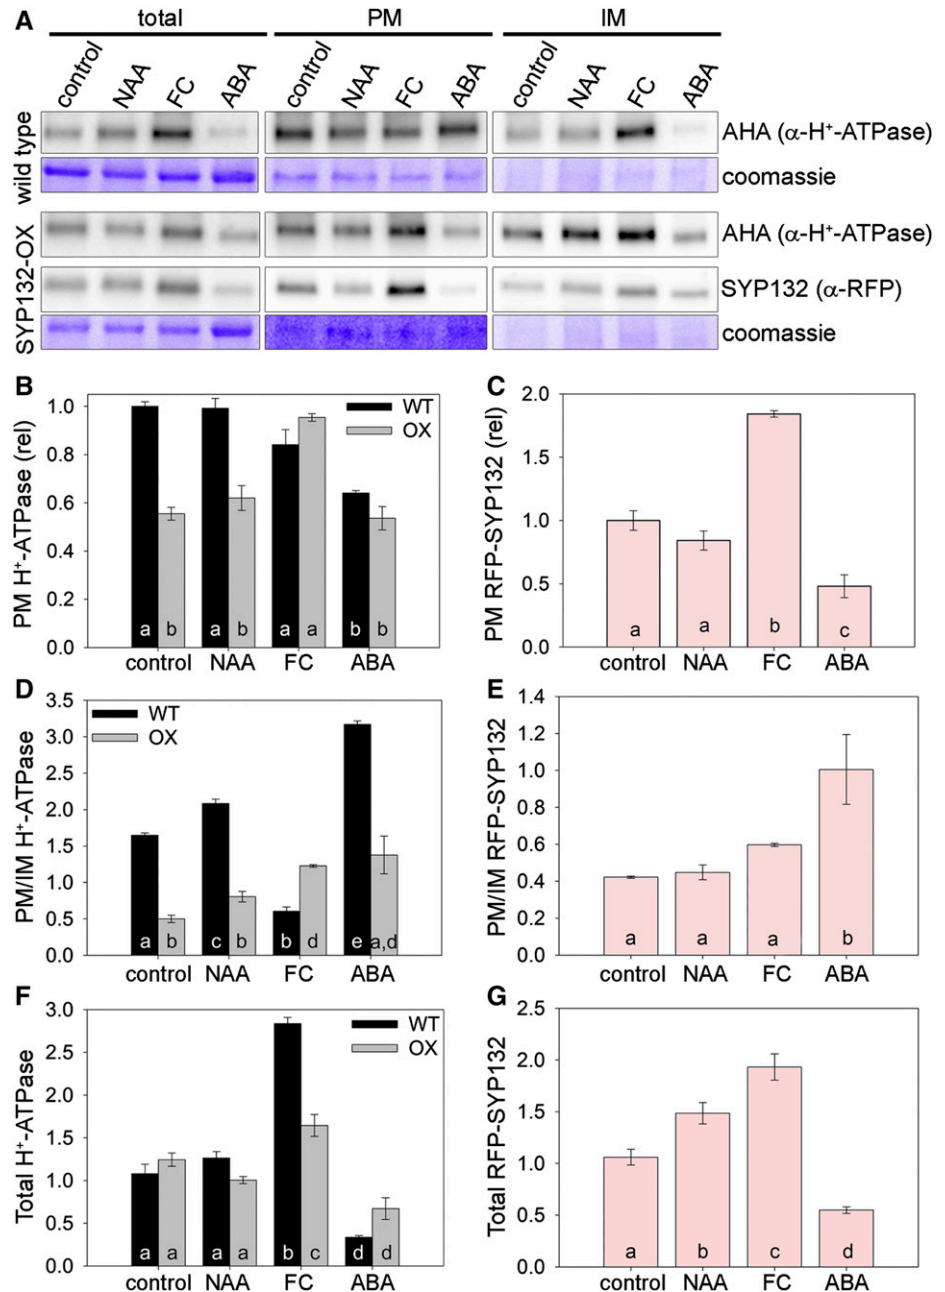 A
total PM IM
control NAA FC ABA control NAA FC ABA control NAA FC ABA
wild type
AHA (α-H⁺-ATPase)
coomassie
SYP132-OX
AHA (α-H⁺-ATPase)
SYP132 (α-RFP)
coomassie
B
PM H⁺-ATPase (rel)
1.0
0.8
0.6
0.4
0.2
0.0
WT
OX
a b a b a a b b
control NAA FC ABA
C
PM RFP-SYP132 (rel)
2.0
1.5
1.0
0.5
0.0
a a b c
control NAA FC ABA
D
PM/IM H⁺-ATPase
3.5
3.0
2.5
2.0
1.5
1.0
0.5
0.0
WT
OX
a b c b b d e a,d
control NAA FC ABA
E
PM/IM RFP-SYP132
1.4
1.2
1.0
0.8
0.6
0.4
0.2
0.0
a a a b
control NAA FC ABA
F
Total H⁺-ATPase
3.0
2.5
2.0
1.5
1.0
0.5
0.0
WT
OX
a a a a b c d d
control NAA FC ABA
G
Total RFP-SYP132
2.5
2.0
1.5
1.0
0.5
0.0
a b c d
control NAA FC ABA